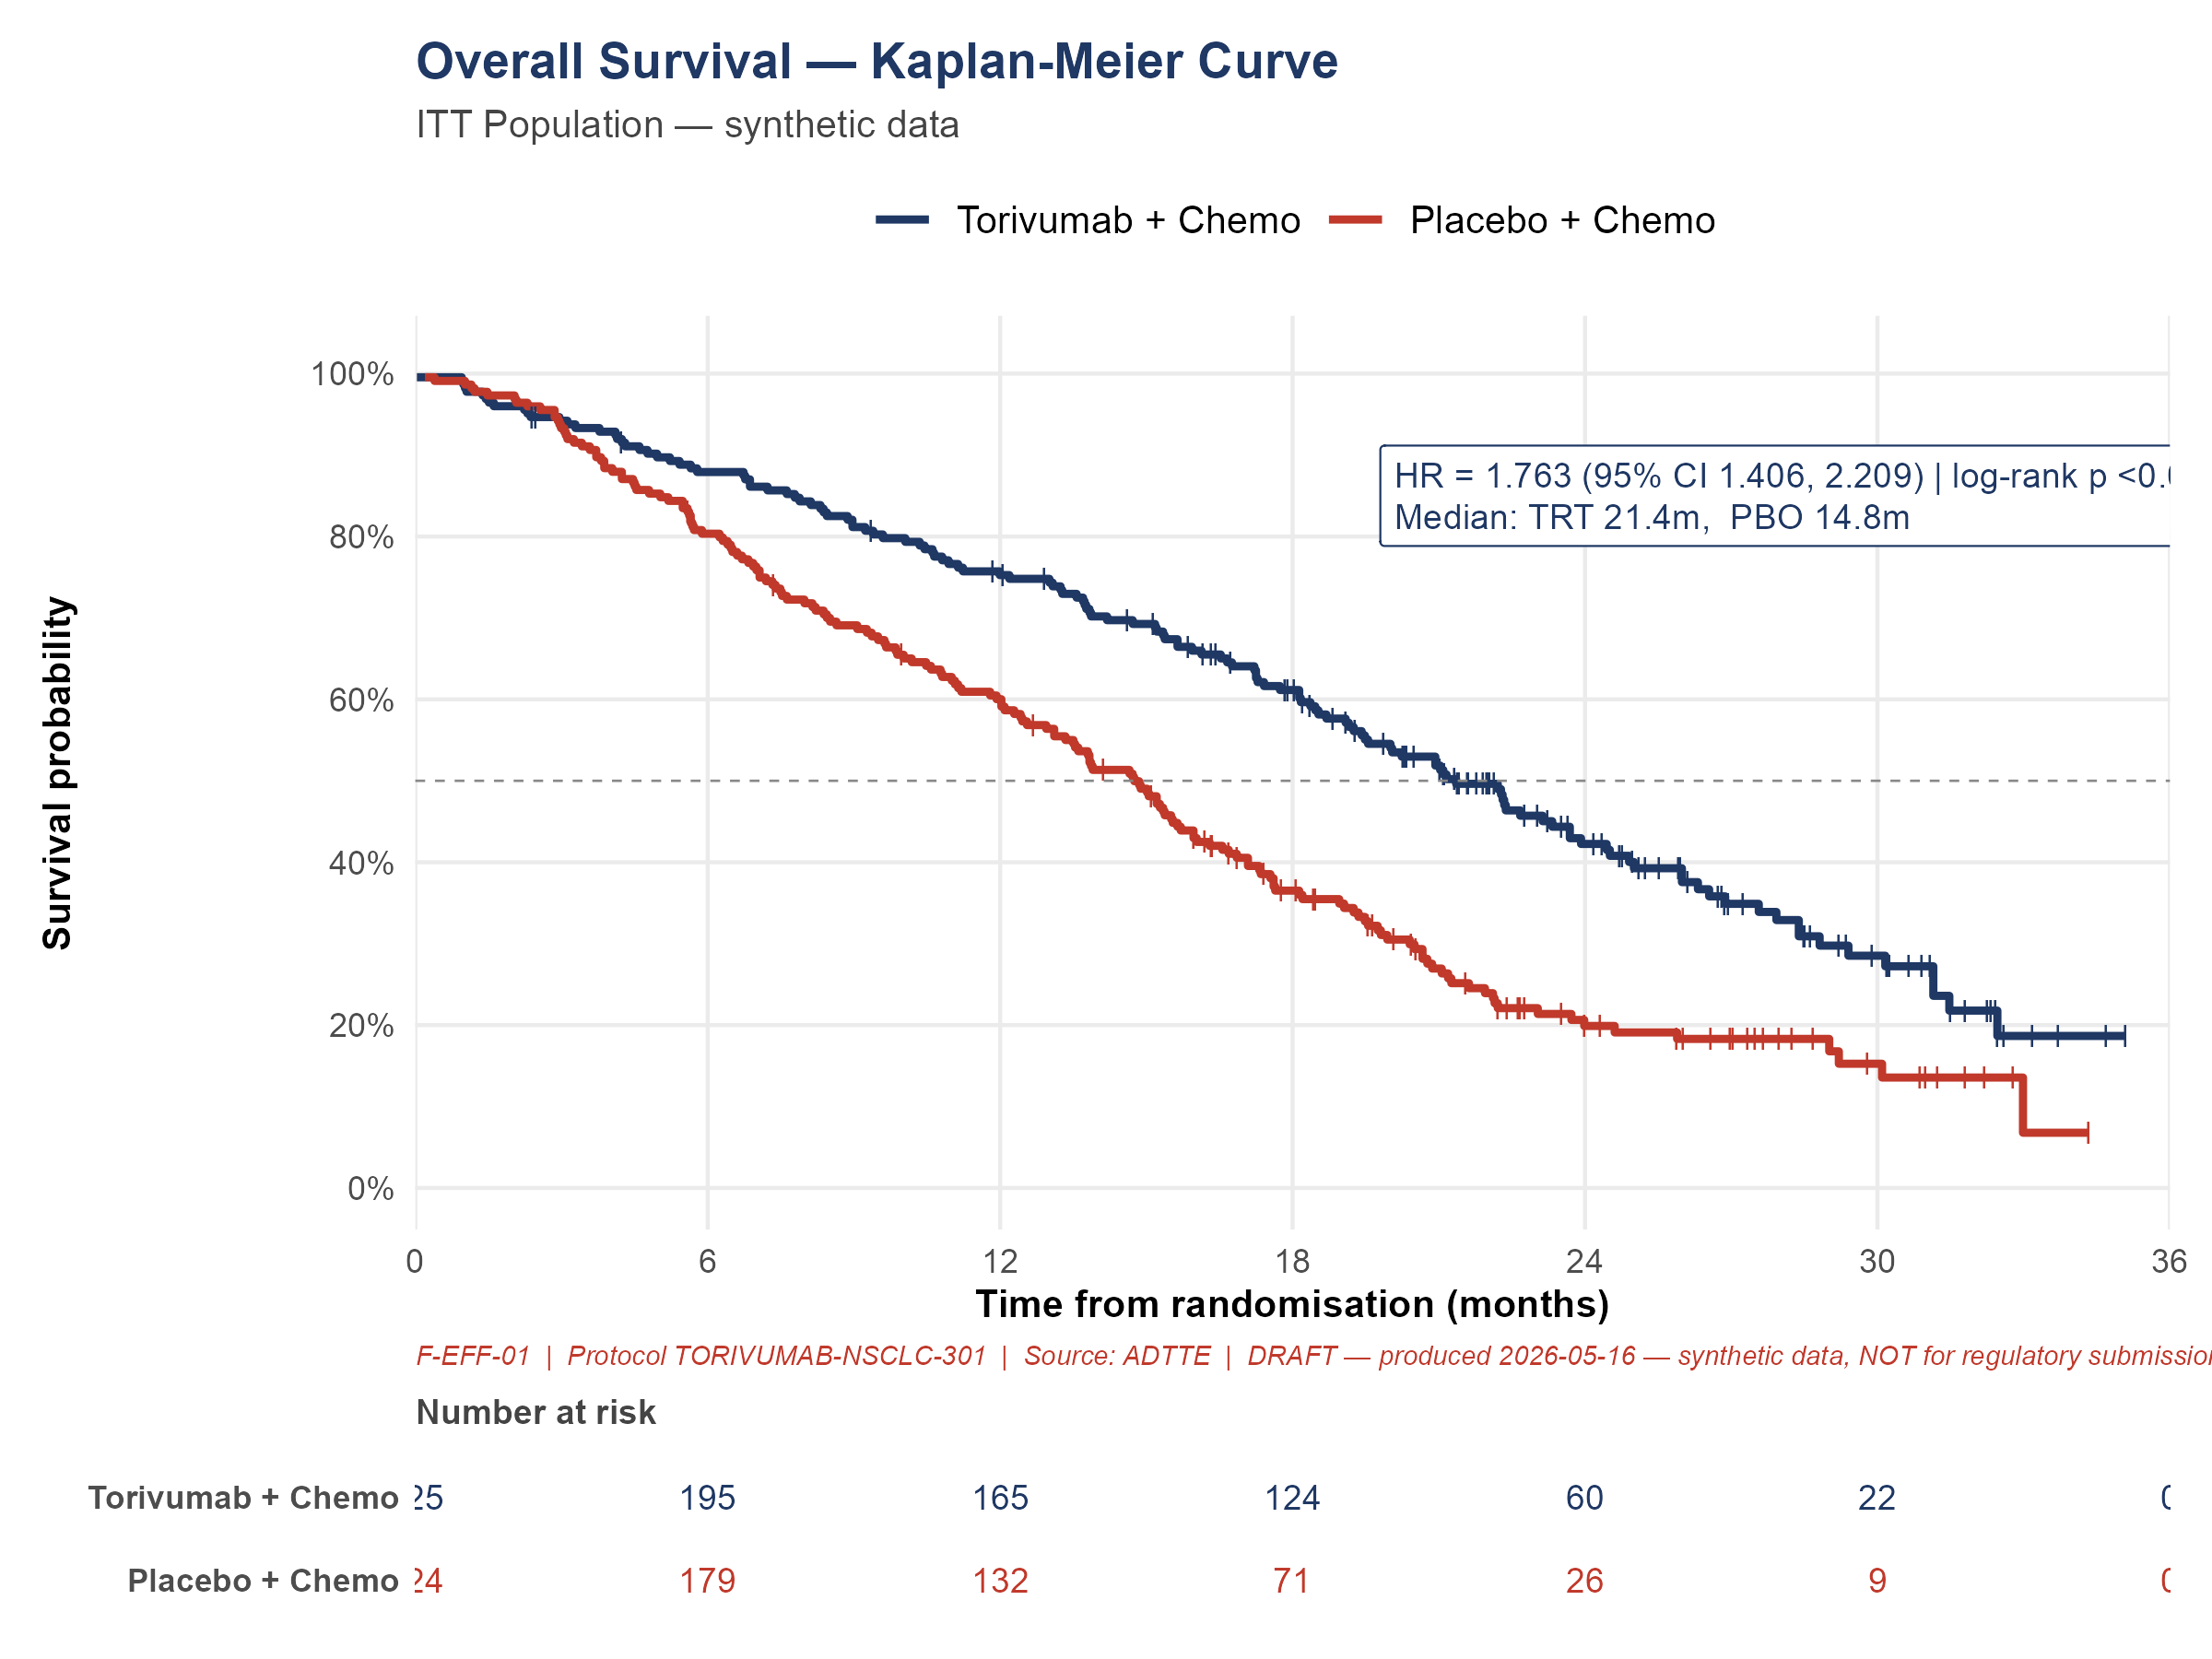 Overall Survival — Kaplan-Meier Curve
ITT Population — synthetic data
Torivumab + Chemo Placebo + Chemo
Survival probability
100%
80%
60%
40%
20%
0%
HR = 1.763 (95% CI 1.406, 2.209) | log-rank p
Median: TRT 21.4m, PBO 14.8m
0 6 12 18 24 30 36
Time from randomisation (months)
F-EFF-01 | Protocol TORIVUMAB-NSCLC-301 | Source: ADTTE | DRAFT — produced 2026-05-16 — synthetic data, NOT for regulatory
Number at risk
Torivumab + Chemo 195 165 124 60 22
Placebo + Chemo 179 132 71 26 9